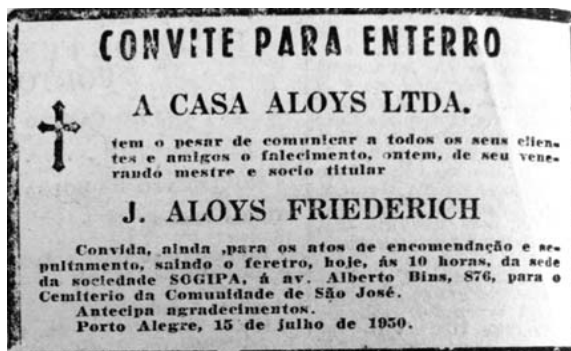 CONVITE PARA ENTERRO
A CASA ALOYS LTDA.
tem o pesar de comunicar a todos os seus clien-
tes e amigos o falecimento, ontem, de seu vene-
rando mestre e socio titular
J. ALOYS FRIEDERICH
Convida, ainda ,para os atos de encomendação e se-
pultamento, saindo o feretro, hoje, ás 10 horas, da sede
da sociedade SOGIPA, á av. Alberto Bins, 876, para o
Cemiterio da Comunidade de São José.
Antecipa agradecimentos.
Porto Alegre, 15 de julho de 1950.